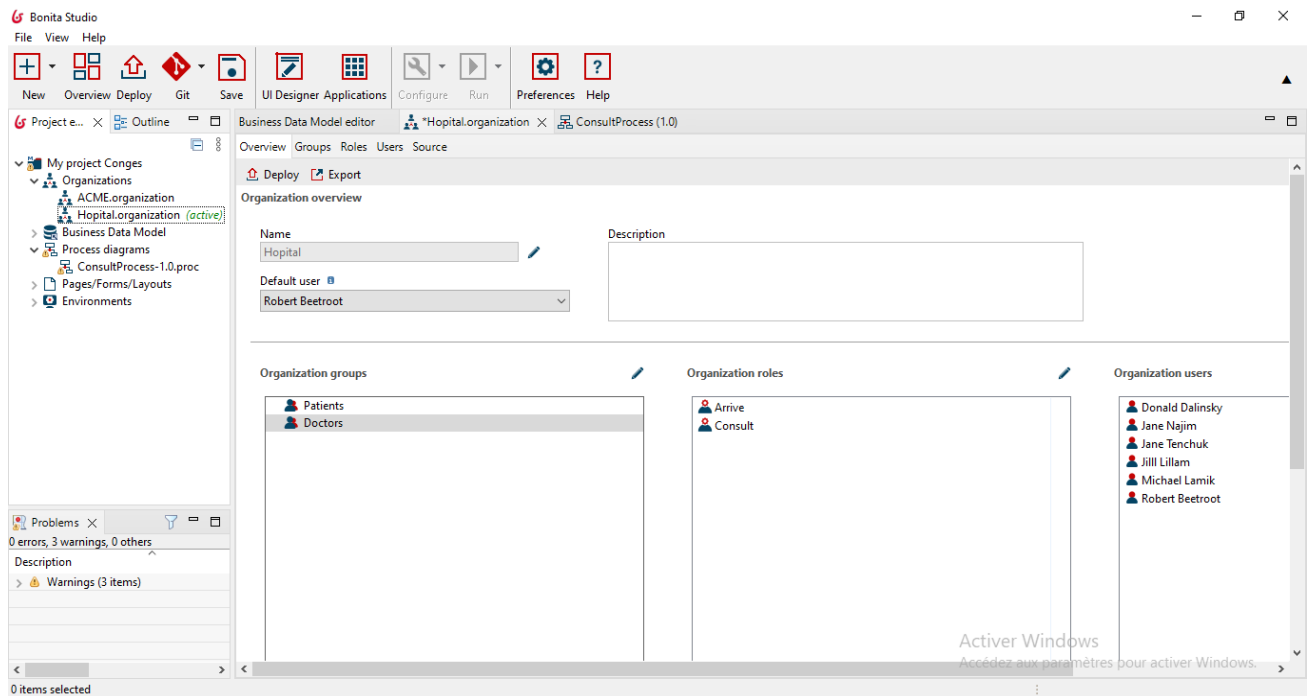 Bonita Studio
File View Help
New Overview Deploy Git Save UI Designer Applications Configure Run Preferences Help
Project e... Outline
My project Conges
Organizations
ACME.organization
Hopital.organization (active)
Business Data Model
Process diagrams
ConsultProcess-1.0.proc
Pages/Forms/Layouts
Environments
Business Data Model editor *Hopital.organization ConsultProcess (1.0)
Overview Groups Roles Users Source
Deploy Export
Organization overview
Name
Hopital
Default user
Robert Beetroot
Description
Organization groups
Patients
Doctors
Organization roles
Arrive
Consult
Organization users
Donald Dalinsky
Jane Najim
Jane Tenchuk
Jilll Lillam
Michael Lamik
Robert Beetroot
Problems
0 errors, 3 warnings, 0 others
Description
Warnings (3 items)
Activer Windows
Accédez aux paramètres pour activer Windows.
0 items selected